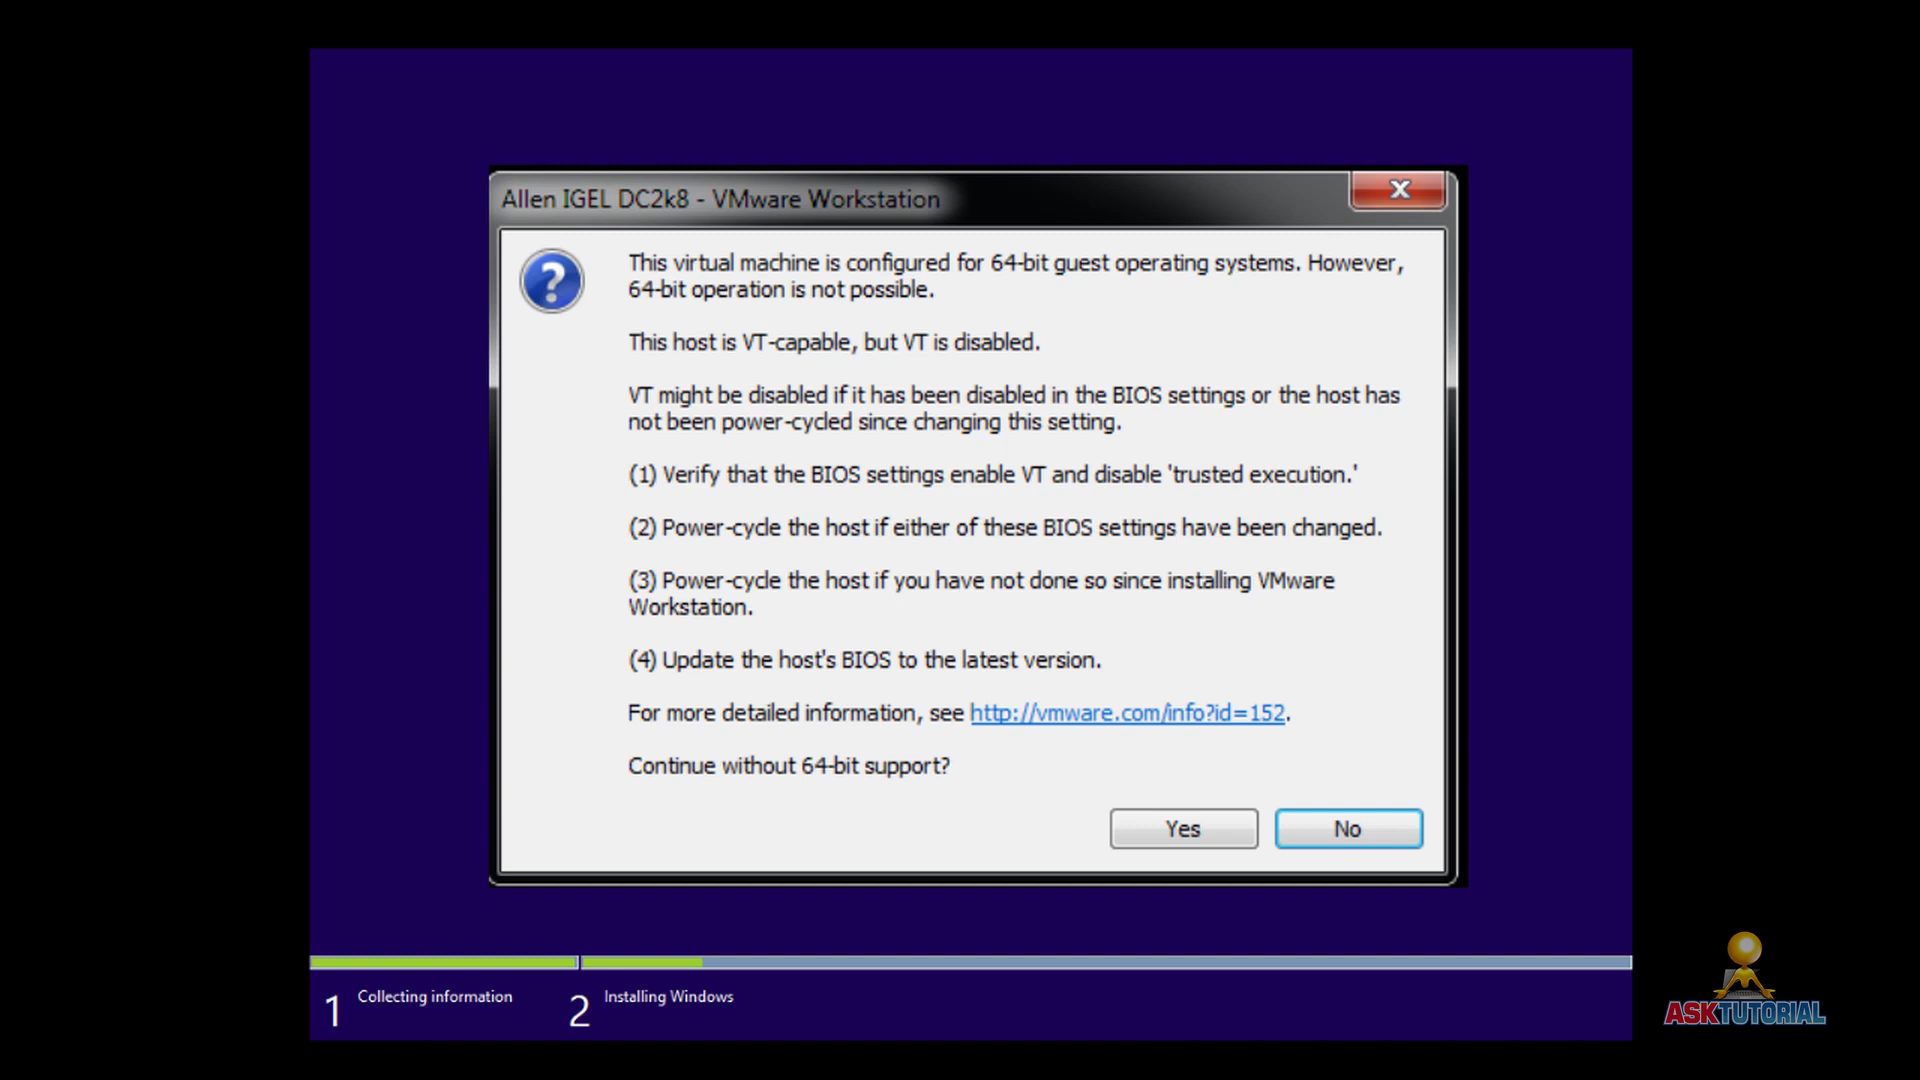 Allen IGEL DC2k8 - VMware Workstation
This virtual machine is configured for 64-bit guest operating systems. However,
64-bit operation is not possible.
This host is VT-capable, but VT is disabled.
VT might be disabled if it has been disabled in the BIOS settings or the host has
not been power-cycled since changing this setting.
(1) Verify that the BIOS settings enable VT and disable 'trusted execution.'
(2) Power-cycle the host if either of these BIOS settings have been changed.
(3) Power-cycle the host if you have not done so since installing VMware
Workstation.
(4) Update the host's BIOS to the latest version.
For more detailed information, see http://vmware.com/info?id=152.
Continue without 64-bit support?
Yes No
1 Collecting information 2 Installing Windows
ASKTUTORIAL